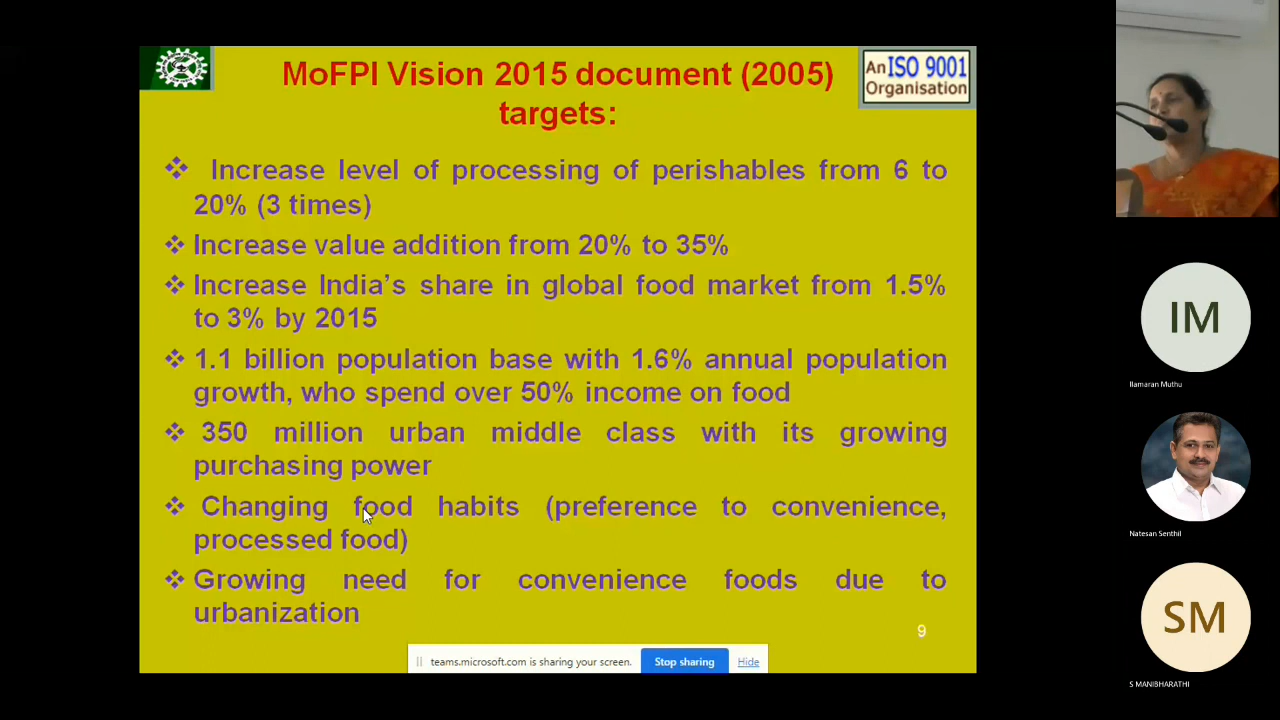 MoFPI Vision 2015 document (2005)
targets:
An ISO 9001
Organisation
❖ Increase level of processing of perishables from 6 to
20% (3 times)
❖ Increase value addition from 20% to 35%
❖ Increase India's share in global food market from 1.5%
to 3% by 2015
❖ 1.1 billion population base with 1.6% annual population
growth, who spend over 50% income on food
❖ 350 million urban middle class with its growing
purchasing power
❖ Changing food habits (preference to convenience,
processed food)
❖ Growing need for convenience foods due to
urbanization
9
teams.microsoft.com is sharing your screen. Stop sharing Hide
IM
Ilamaran Muthu
Natesan Senthil
SM
S MANIBHARATHI